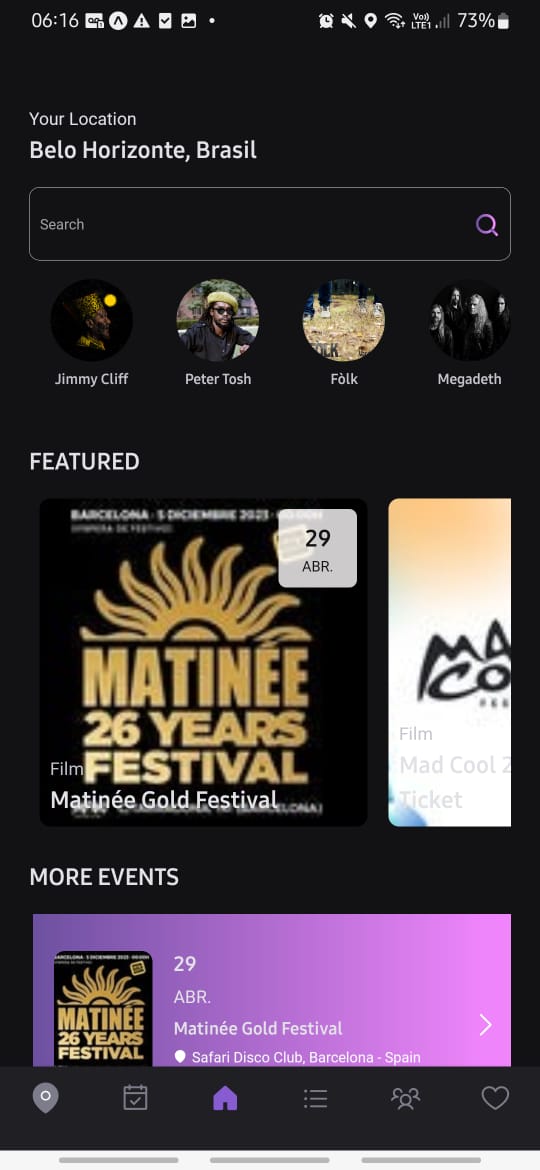 06:16
Vo))
LTE1
73%
Your Location
Belo Horizonte, Brasil
Search
Jimmy Cliff
Peter Tosh
Fòlk
Megadeth
FEATURED
BARCELONA · 5 DICIEMBRE 2023 ·
29
ABR.
MATINÉE
26 YEARS
FESTIVAL
Film
Matinée Gold Festival
MA
CO
Film
Mad Cool 2
Ticket
MORE EVENTS
29
ABR.
Matinée Gold Festival
Safari Disco Club, Barcelona - Spain
MATINÉE
26 YEARS
FESTIVAL